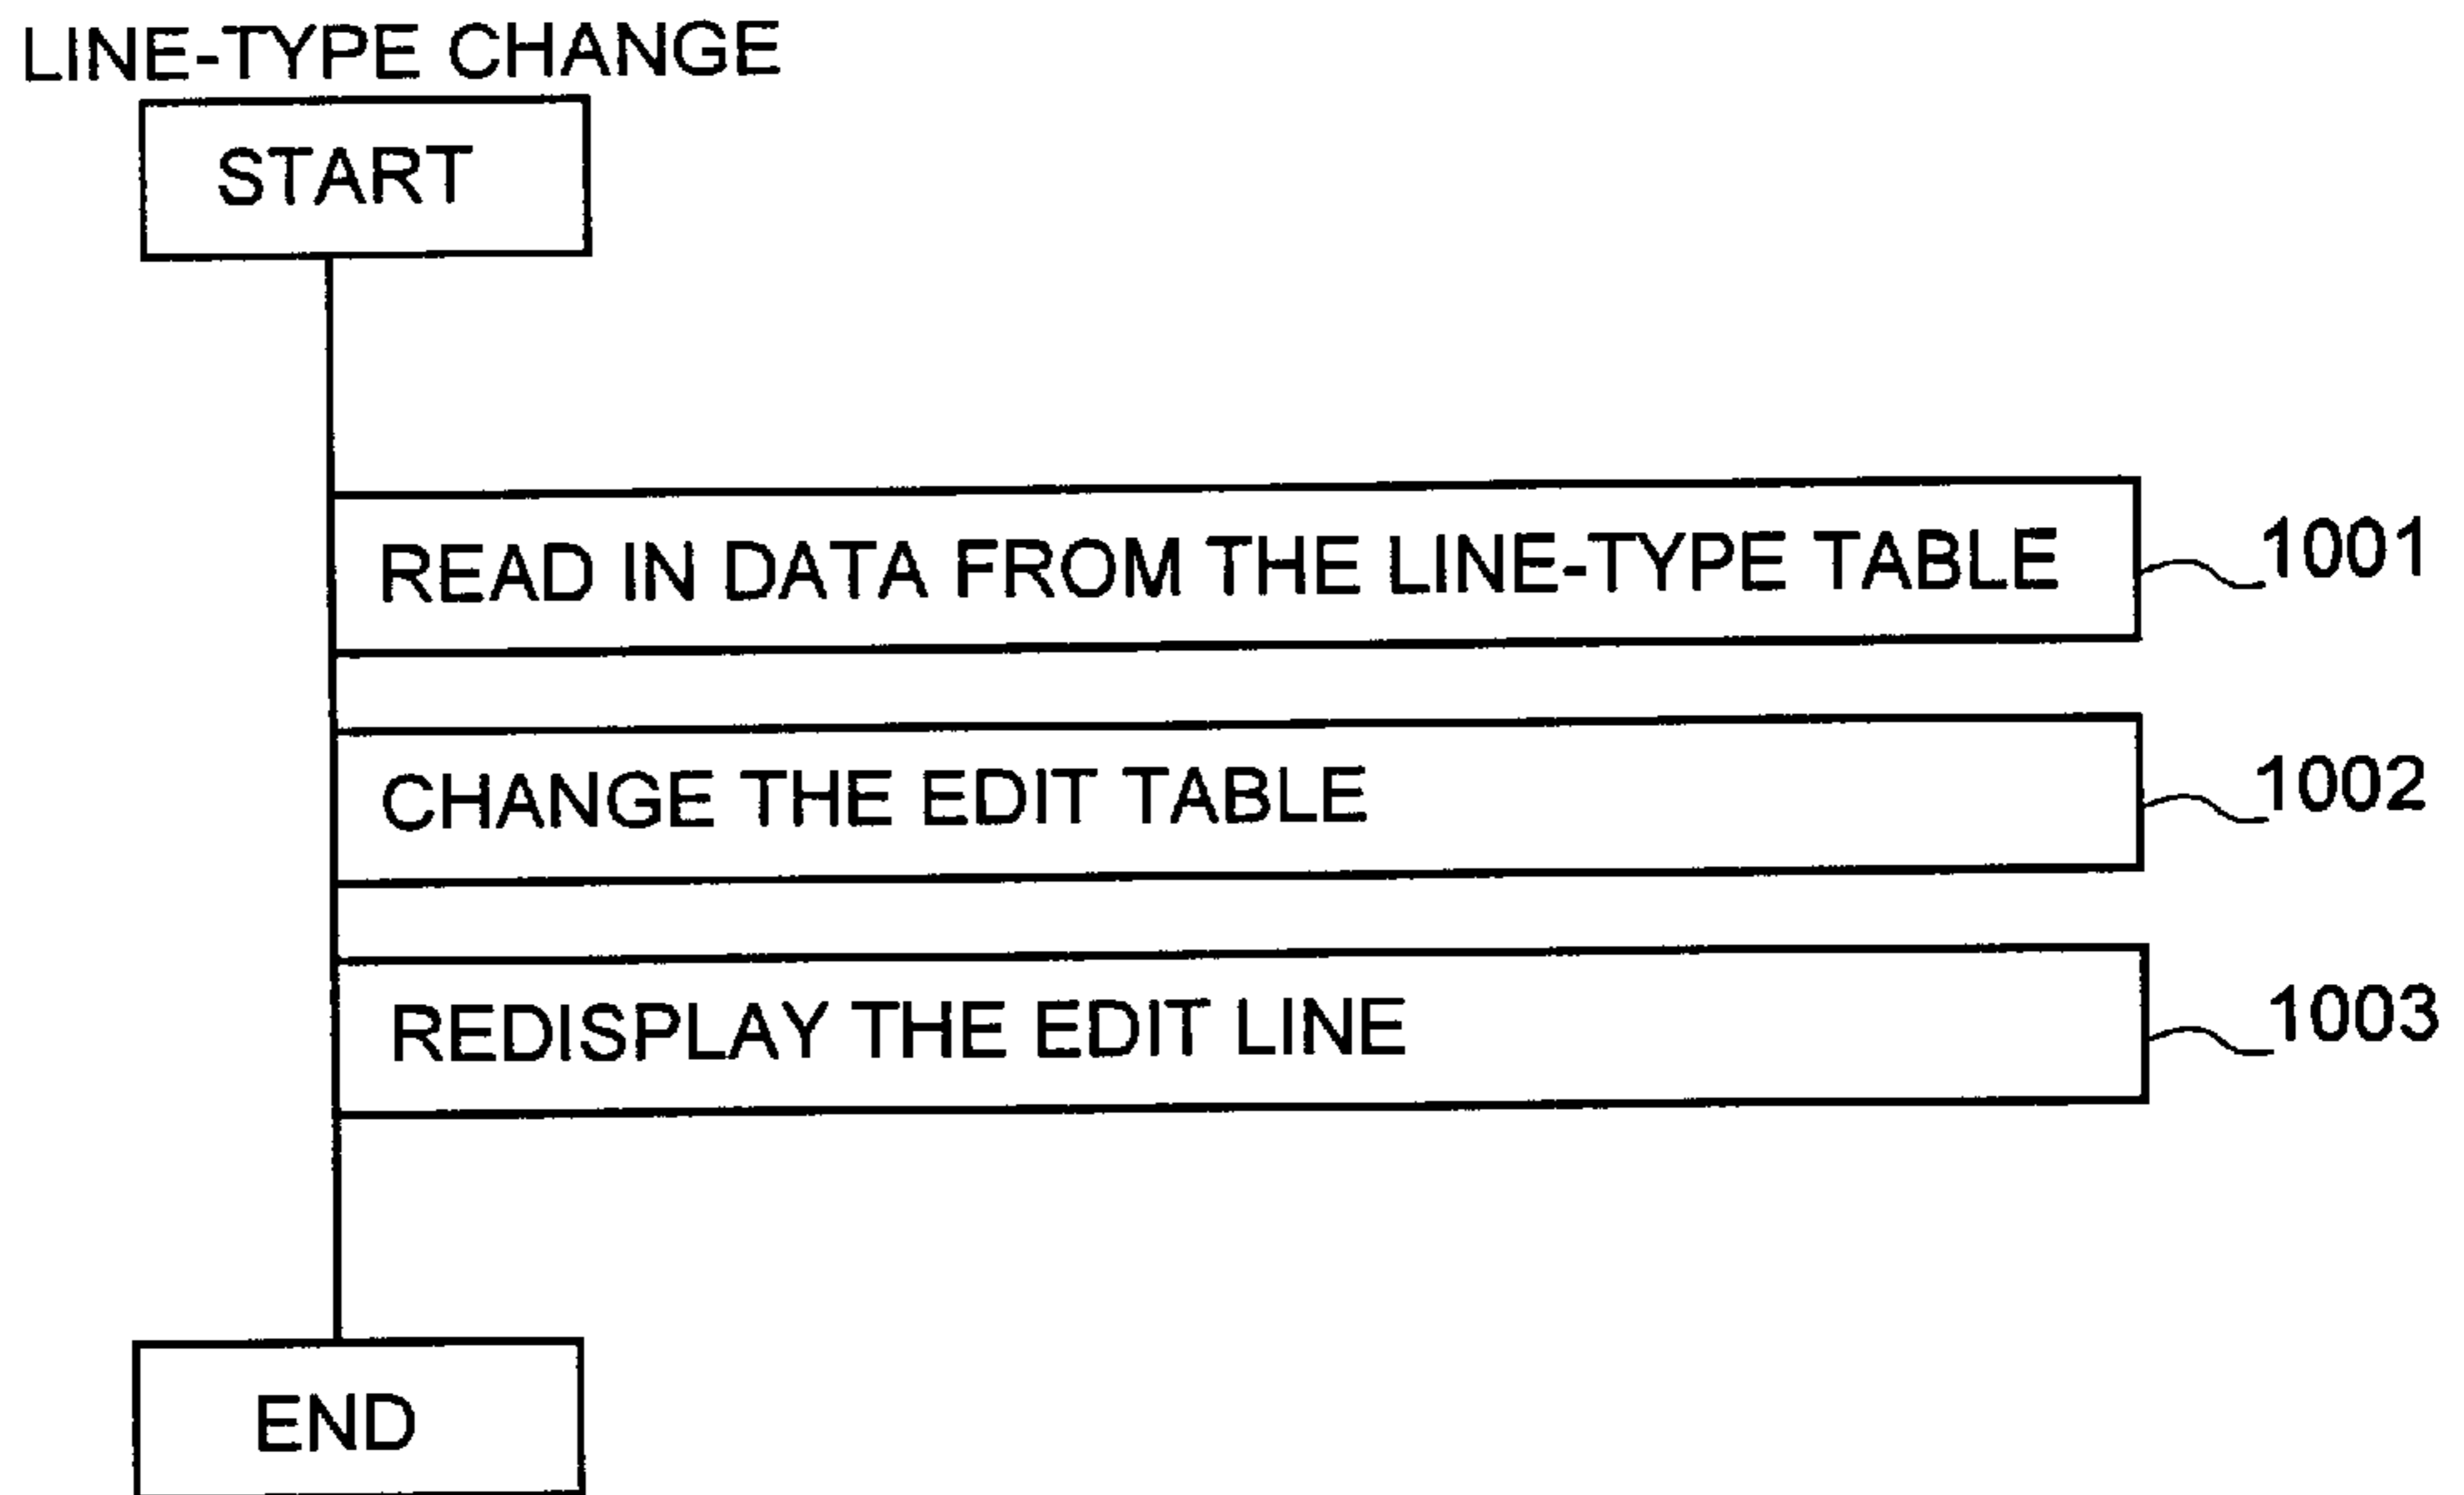 LINE-TYPE CHANGE
START
READ IN DATA FROM THE LINE-TYPE TABLE 1001
CHANGE THE EDIT TABLE 1002
REDISPLAY THE EDIT LINE 1003
END